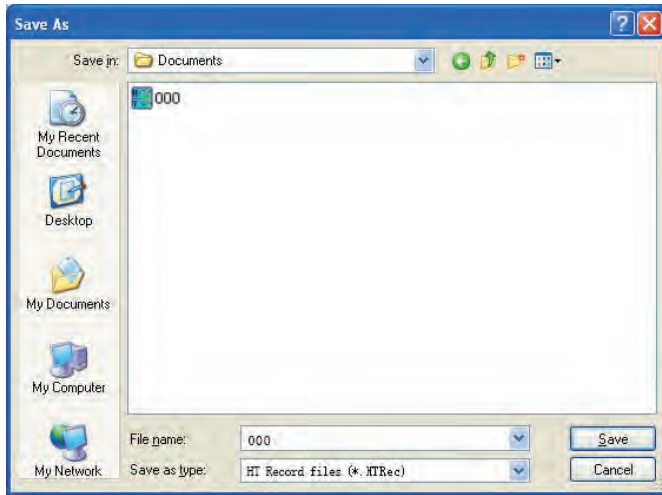 Save As
Save in:
Documents
000
My Recent
Documents
Desktop
My Documents
My Computer
My Network
File name:
000
Save
Save as type:
HT Record files (*.HTRec)
Cancel